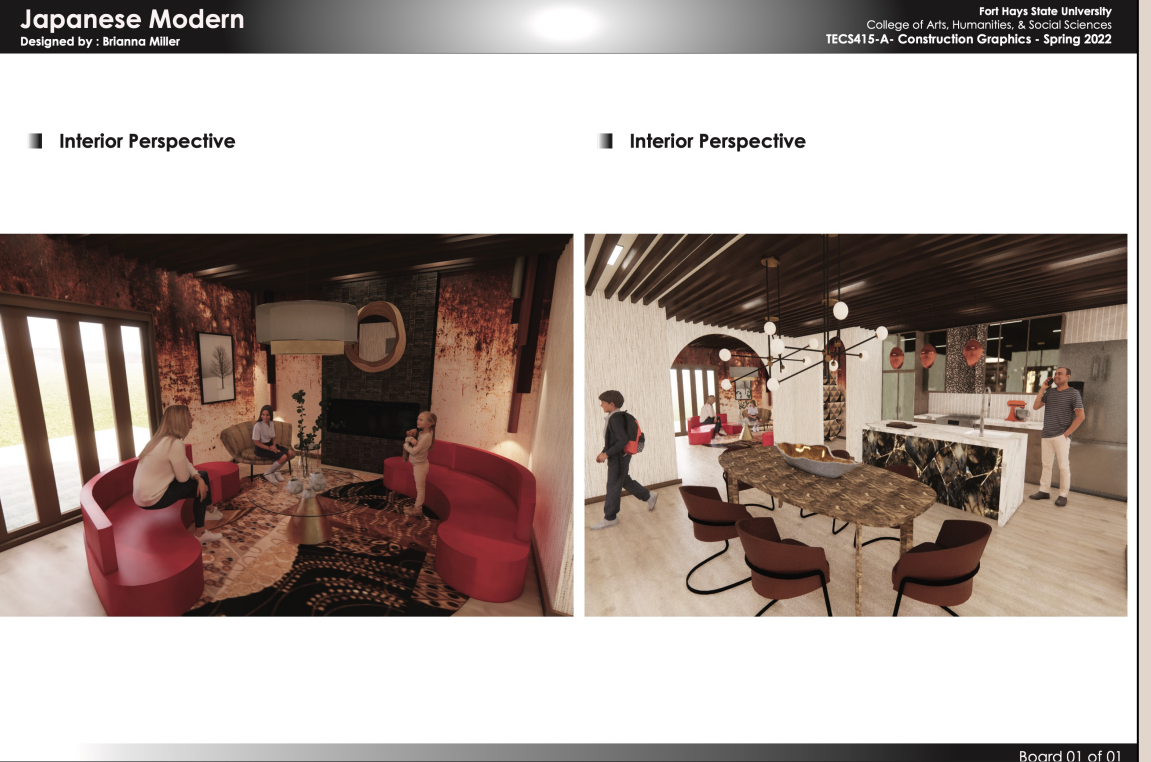 Japanese Modern
Designed by : Brianna Miller
Fort Hays State University
College of Arts, Humanities, & Social Sciences
TECS415-A- Construction Graphics - Spring 2022
Interior Perspective
Interior Perspective
Board 01 of 01